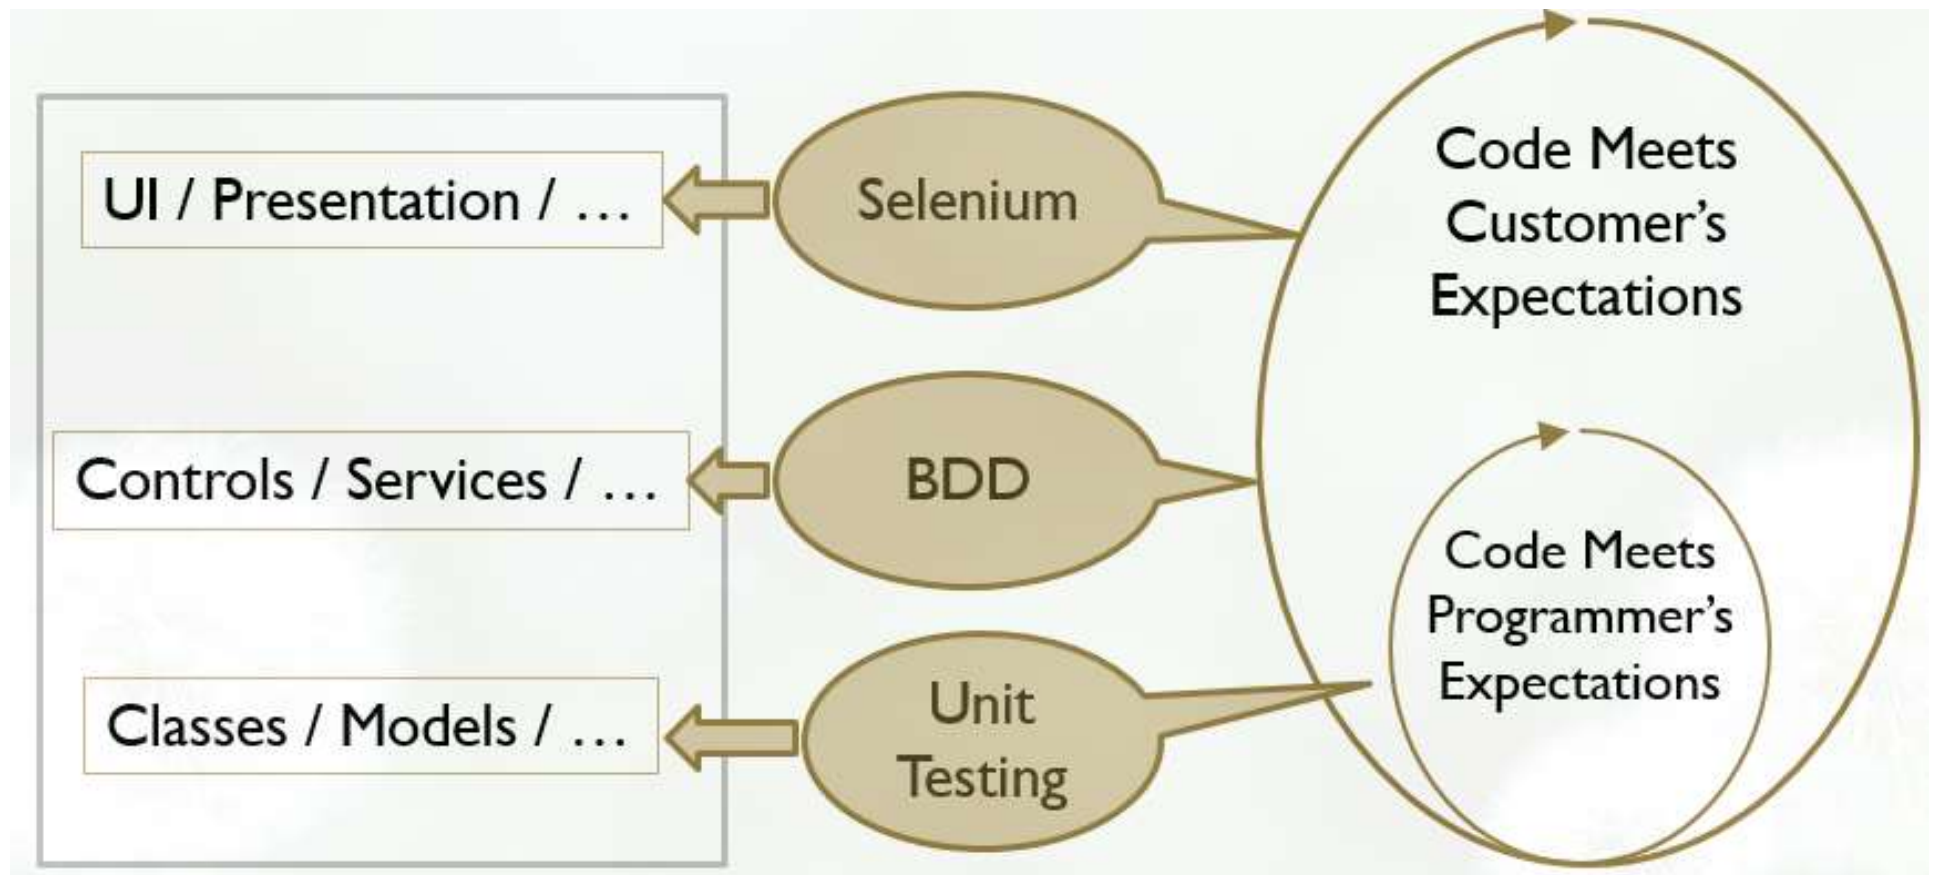 UI / Presentation / …
Selenium
Code Meets
Customer’s
Expectations
Controls / Services / …
BDD
Code Meets
Programmer’s
Expectations
Classes / Models / …
Unit
Testing